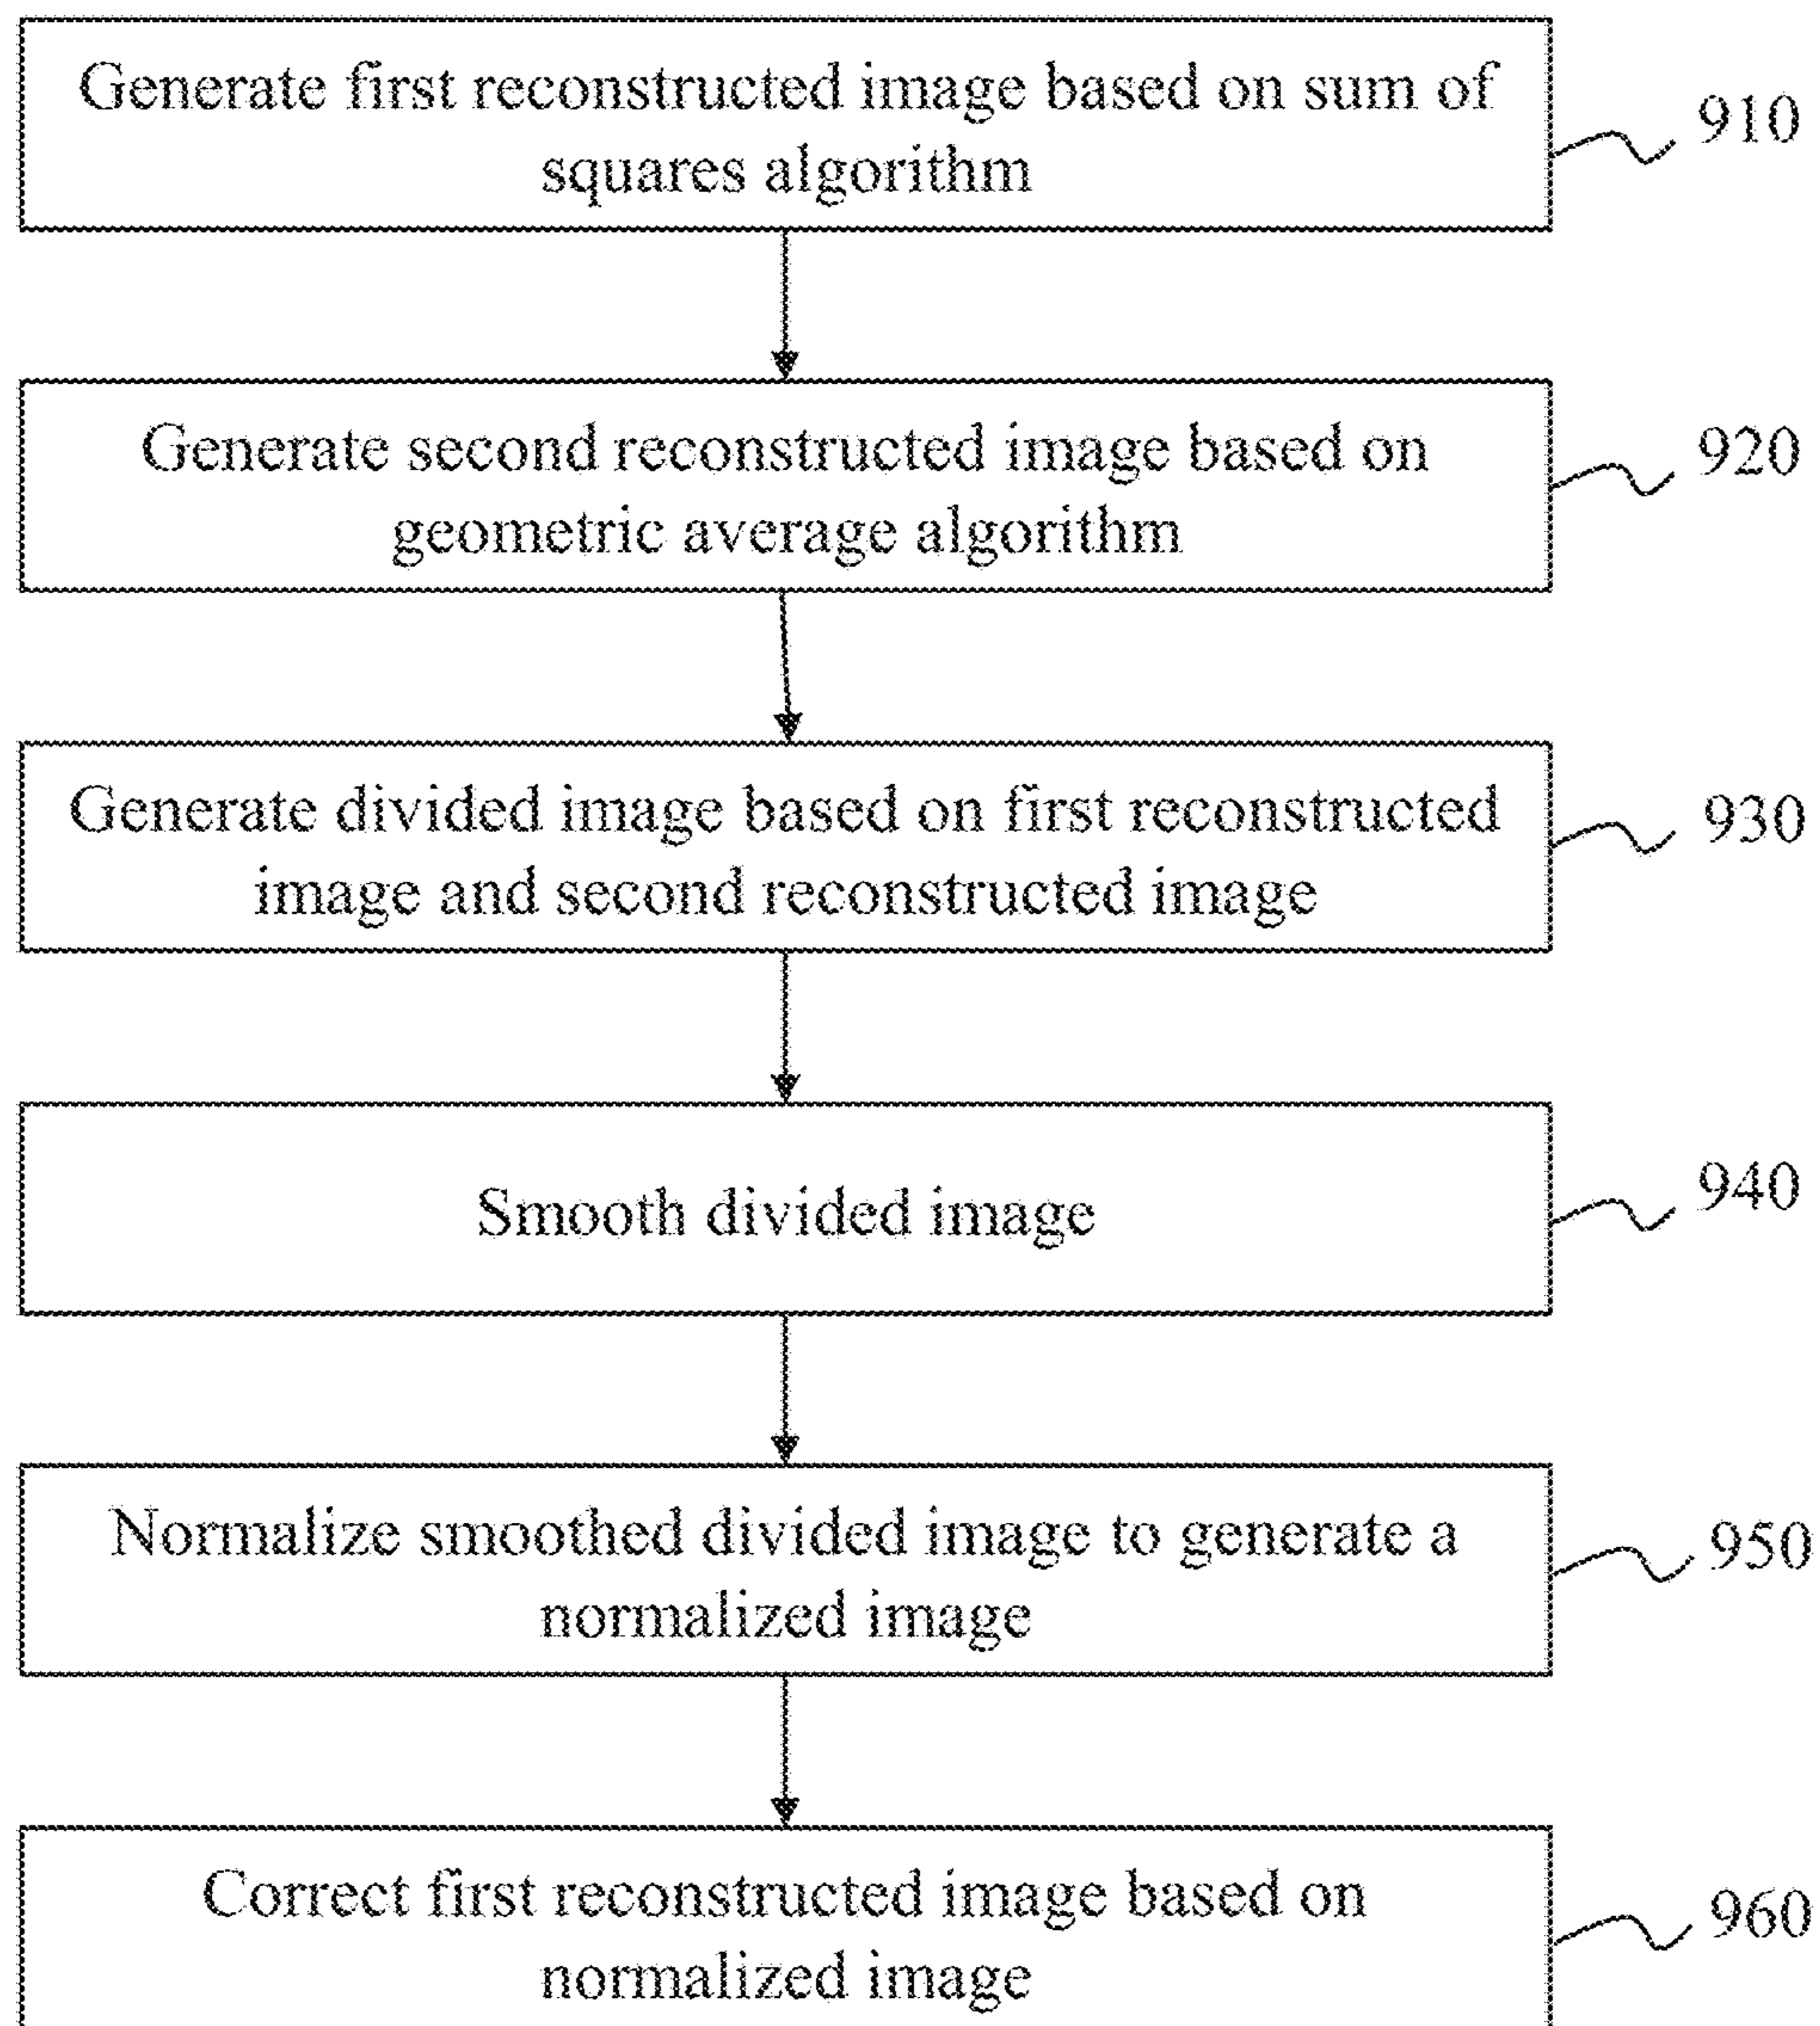 Generate first reconstructed image based on sum of
squares algorithm
910
Generate second reconstructed image based on
geometric average algorithm
920
Generate divided image based on first reconstructed
image and second reconstructed image
930
Smooth divided image
940
Normalize smoothed divided image to generate a
normalized image
950
Correct first reconstructed image based on
normalized image
960